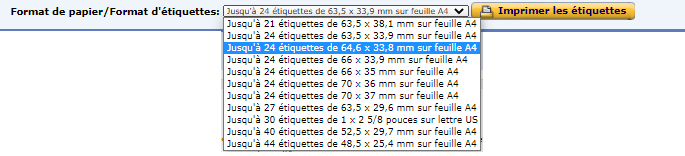 Format de papier/Format d'étiquettes: Jusqu'à 24 étiquettes de 63,5 x 33,9 mm sur feuille A4 Imprimer les étiquettes
Jusqu'à 21 étiquettes de 63,5 x 38,1 mm sur feuille A4
Jusqu'à 24 étiquettes de 63,5 x 33,9 mm sur feuille A4
Jusqu'à 24 étiquettes de 64,6 x 33,8 mm sur feuille A4
Jusqu'à 24 étiquettes de 66 x 33,9 mm sur feuille A4
Jusqu'à 24 étiquettes de 66 x 35 mm sur feuille A4
Jusqu'à 24 étiquettes de 70 x 36 mm sur feuille A4
Jusqu'à 24 étiquettes de 70 x 37 mm sur feuille A4
Jusqu'à 27 étiquettes de 63,5 x 29,6 mm sur feuille A4
Jusqu'à 30 étiquettes de 1 x 2 5/8 pouces sur lettre US
Jusqu'à 40 étiquettes de 52,5 x 29,7 mm sur feuille A4
Jusqu'à 44 étiquettes de 48,5 x 25,4 mm sur feuille A4